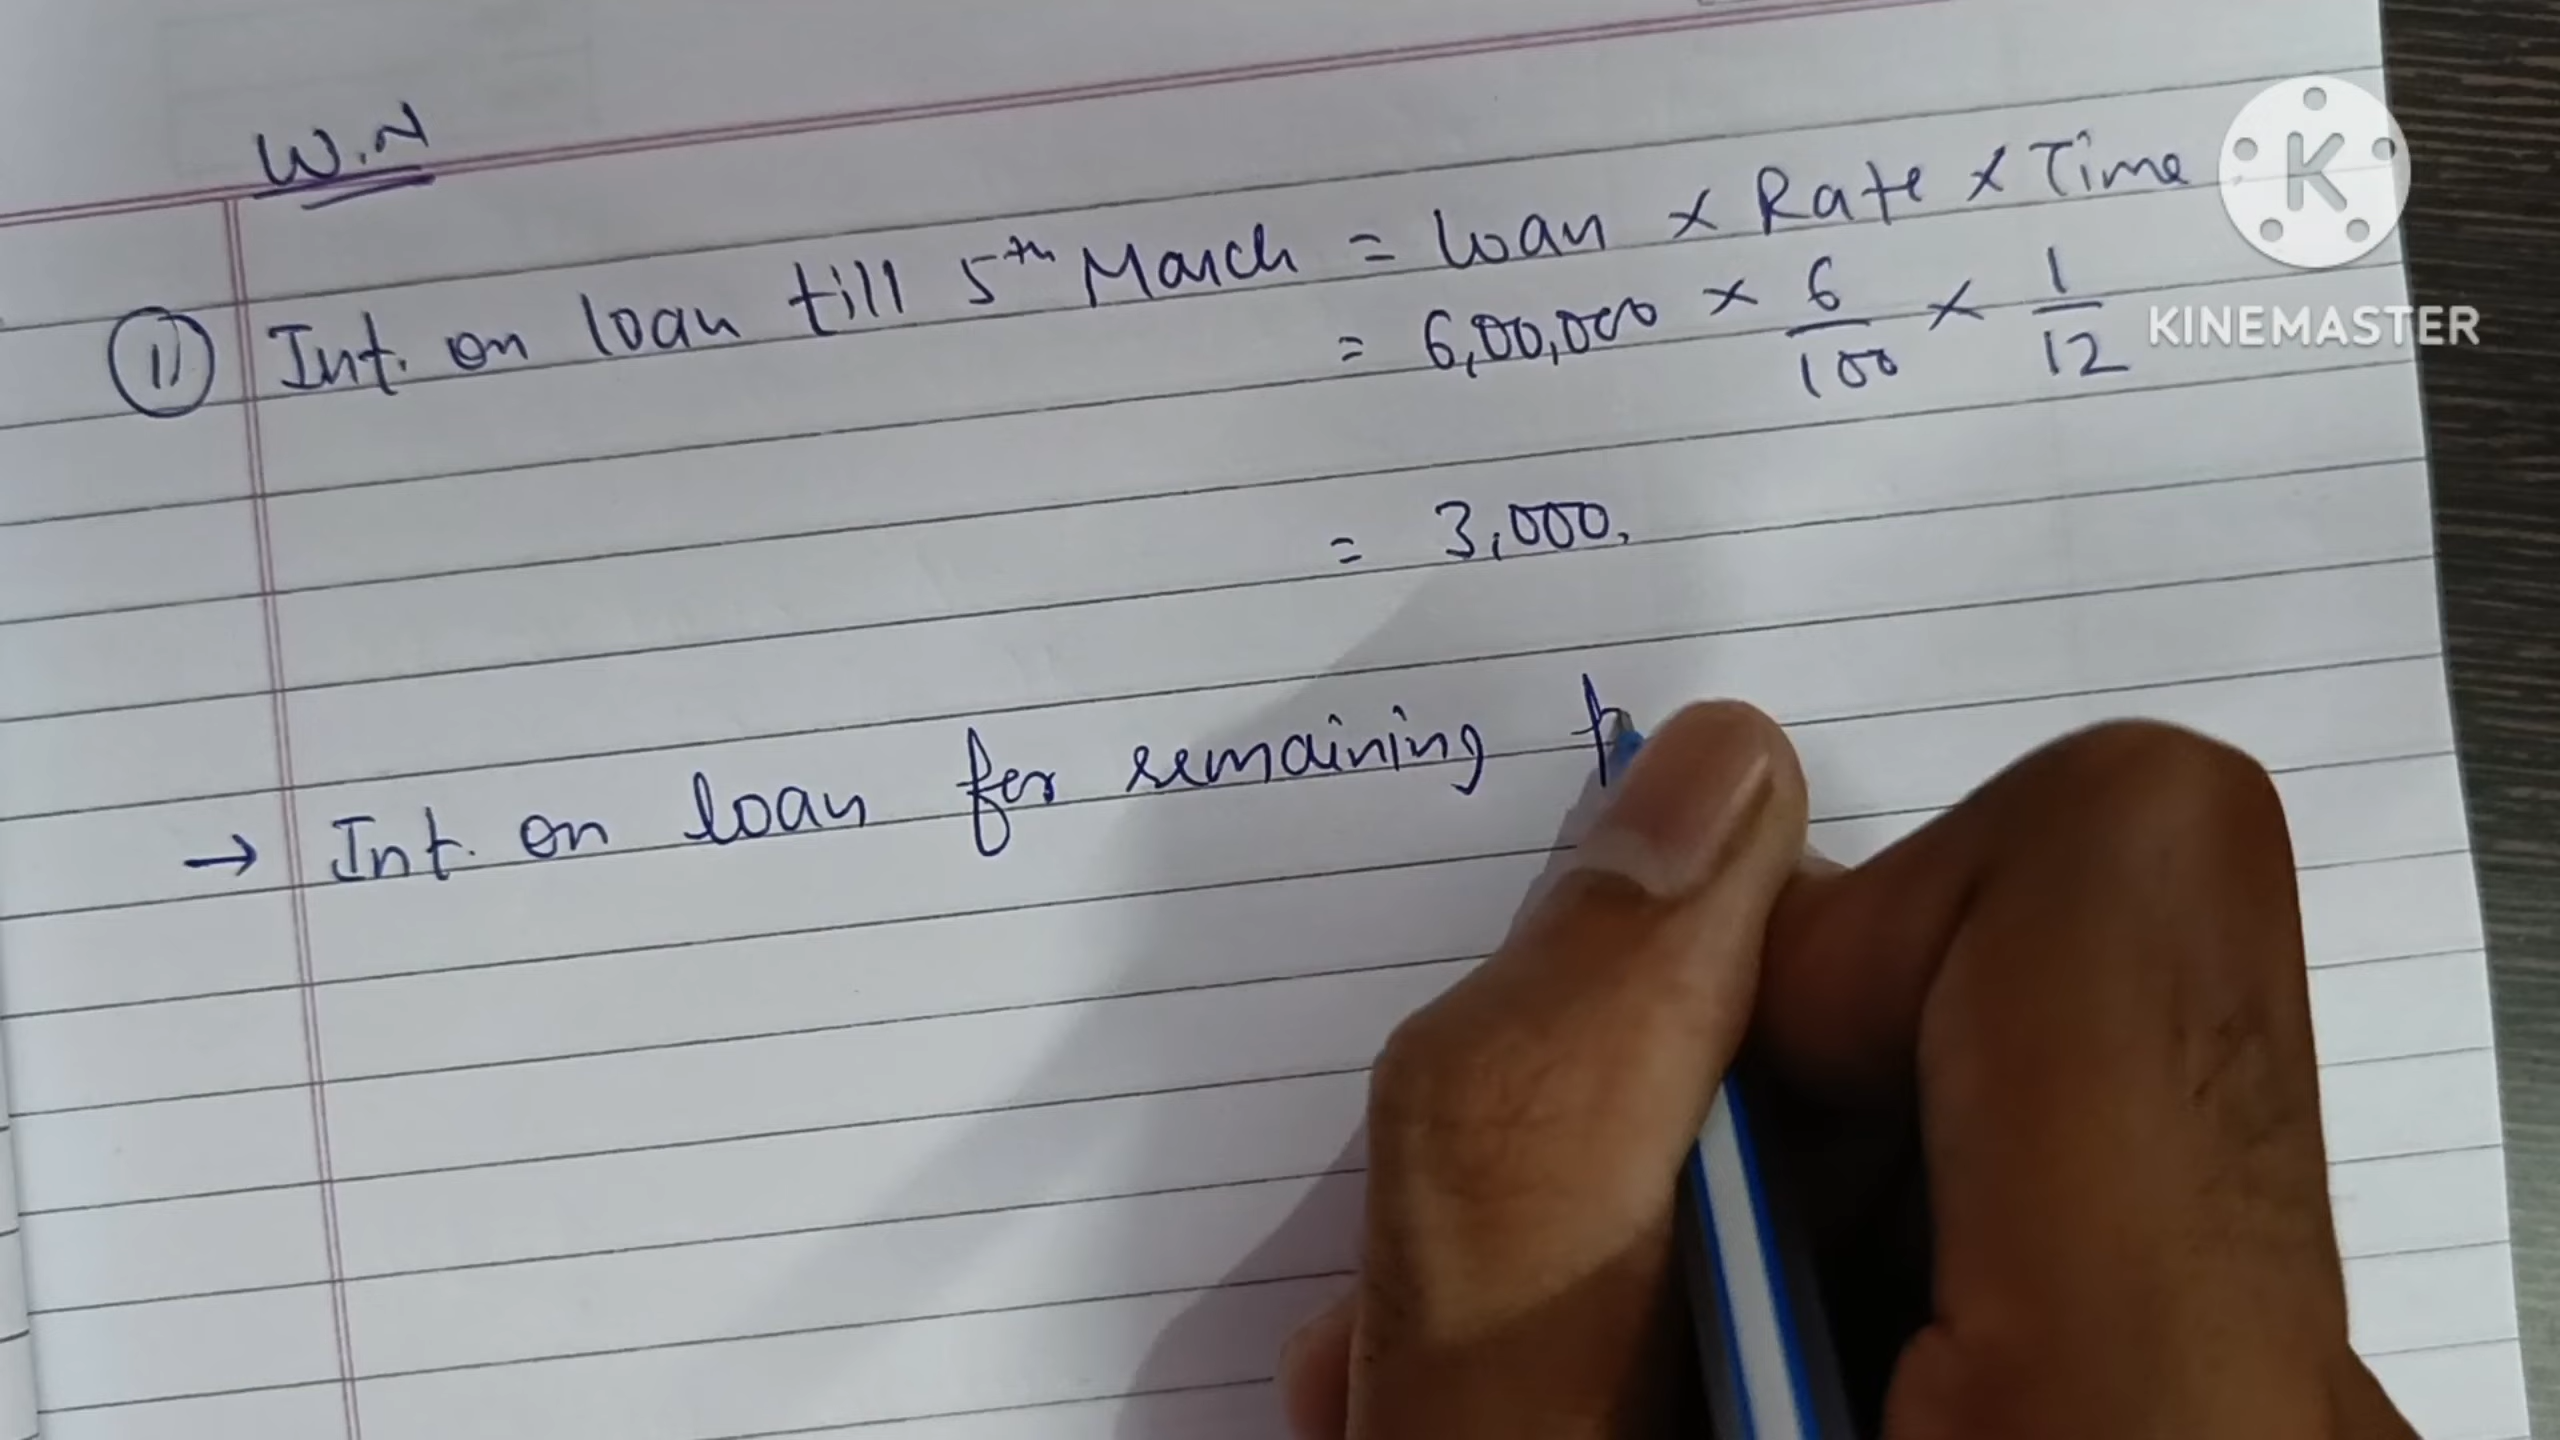 W.N
① Int. on loan till 5th March = loan × Rate × Time
= 6,00,000 × 6/100 × 1/12
= 3,000.
→ Int. on loan for remaining
K
KINEMASTER